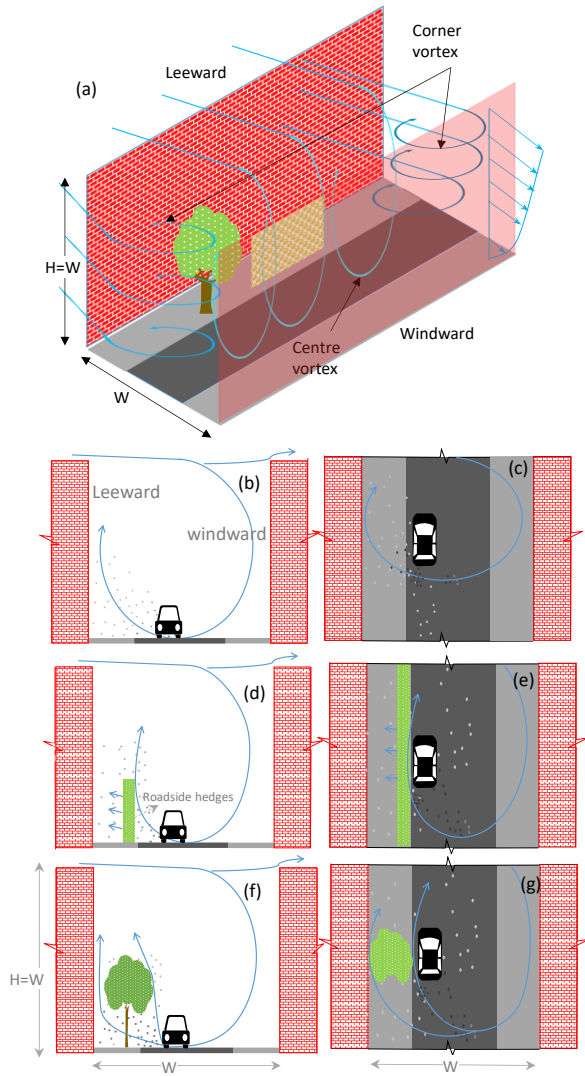 Corner
vortex
Leeward
(a)
H=W
Windward
Centre
vortex
W
(b)
(c)
Leeward
windward
(d)
(e)
Roadside hedges
(f)
(g)
H=W
W
W